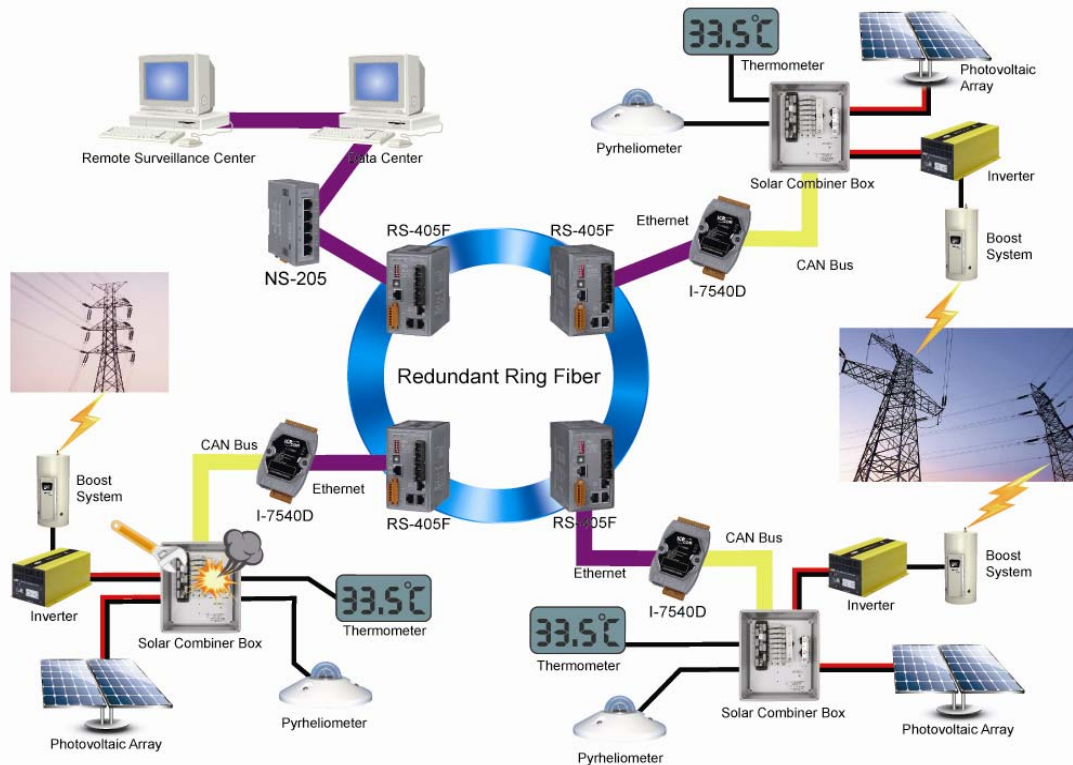 33.5°C
Thermometer
Photovoltaic
Array
Remote Surveillance Center
Data Center
Pyrheliometer
Solar Combiner Box
Inverter
NS-205
RS-405F
RS-405F
Ethernet
I-7540D
CAN Bus
Boost
System
Redundant Ring Fiber
CAN Bus
I-7540D
Ethernet
RS-405F
RS-405F
Boost
System
Inverter
Solar Combiner Box
33.5°C
Thermometer
Photovoltaic Array
Pyrheliometer
Ethernet
I-7540D
CAN Bus
33.5°C
Thermometer
Pyrheliometer
Solar Combiner Box
Inverter
Boost
System
Photovoltaic Array